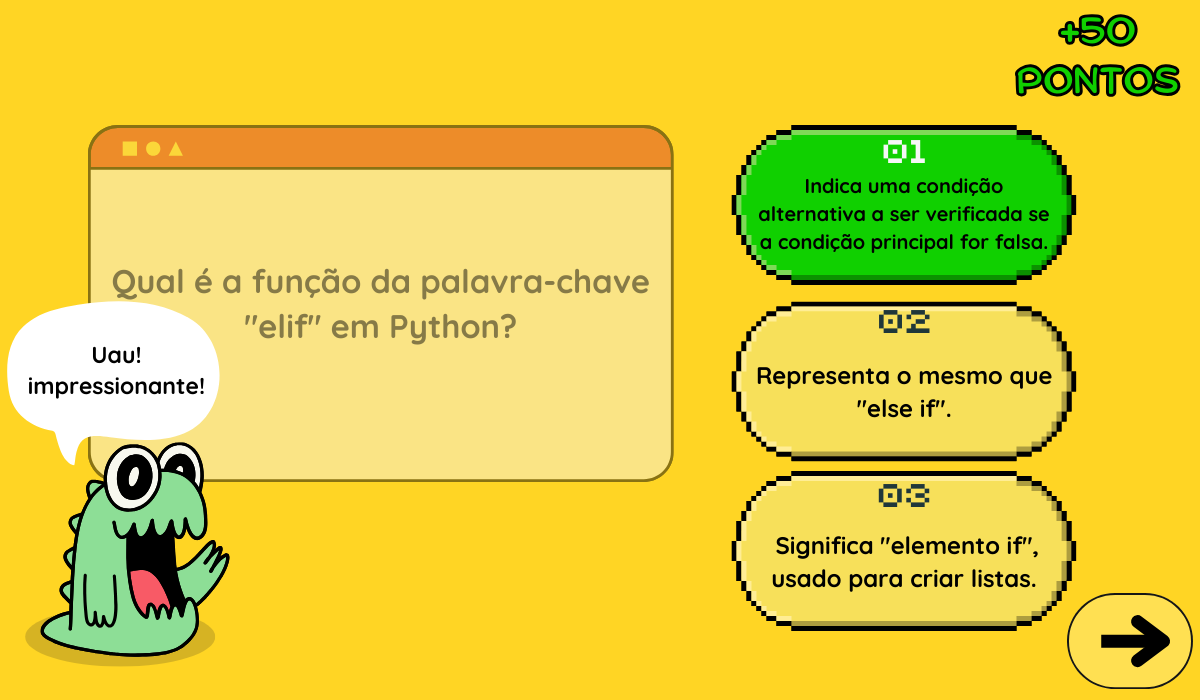 +50
PONTOS
Qual é a função da palavra-chave
"elif" em Python?
Uau!
impressionante!
01
Indica uma condição
alternativa a ser verificada se
a condição principal for falsa.
02
Representa o mesmo que
"else if".
03
Significa "elemento if",
usado para criar listas.